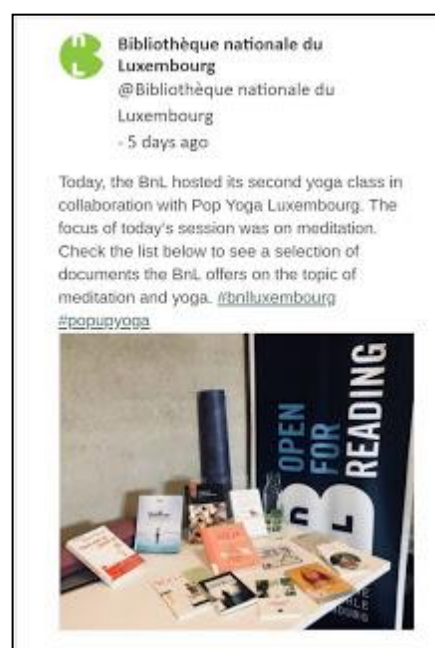 n
L
Bibliothèque nationale du
Luxembourg
@Bibliothèque nationale du
Luxembourg
- 5 days ago
Today, the BnL hosted its second yoga class in
collaboration with Pop Yoga Luxembourg. The
focus of today's session was on meditation.
Check the list below to see a selection of
documents the BnL offers on the topic of
meditation and yoga. #bnlluxembourg
#popupyoga
OPEN
FOR
READING